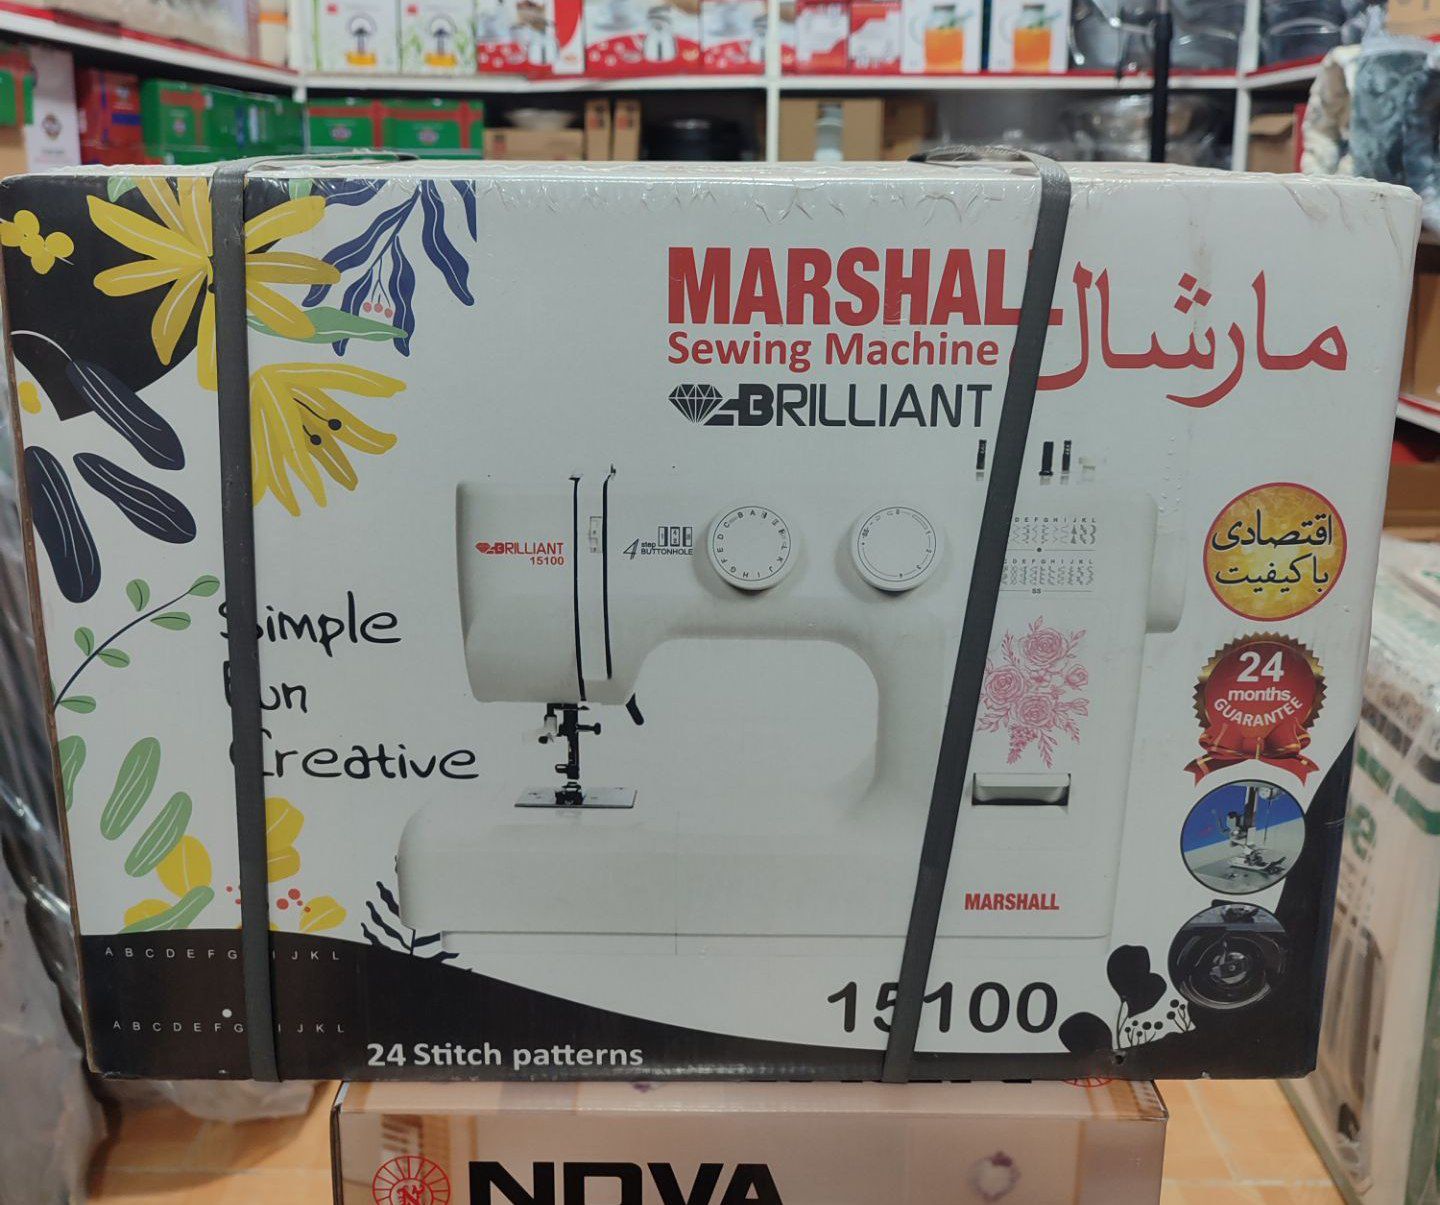 MARSHALL
مارشال
Sewing Machine
BRILLIANT
BRILLIANT
15100
4 step
BUTTONHOLE
اقتصادی
باکیفیت
Simple
Creative
24
months
GUARANTEE
MARSHALL
15100
A B C D E F G I J K L
A B C D E F G I J K L
24 Stitch patterns
NOVA